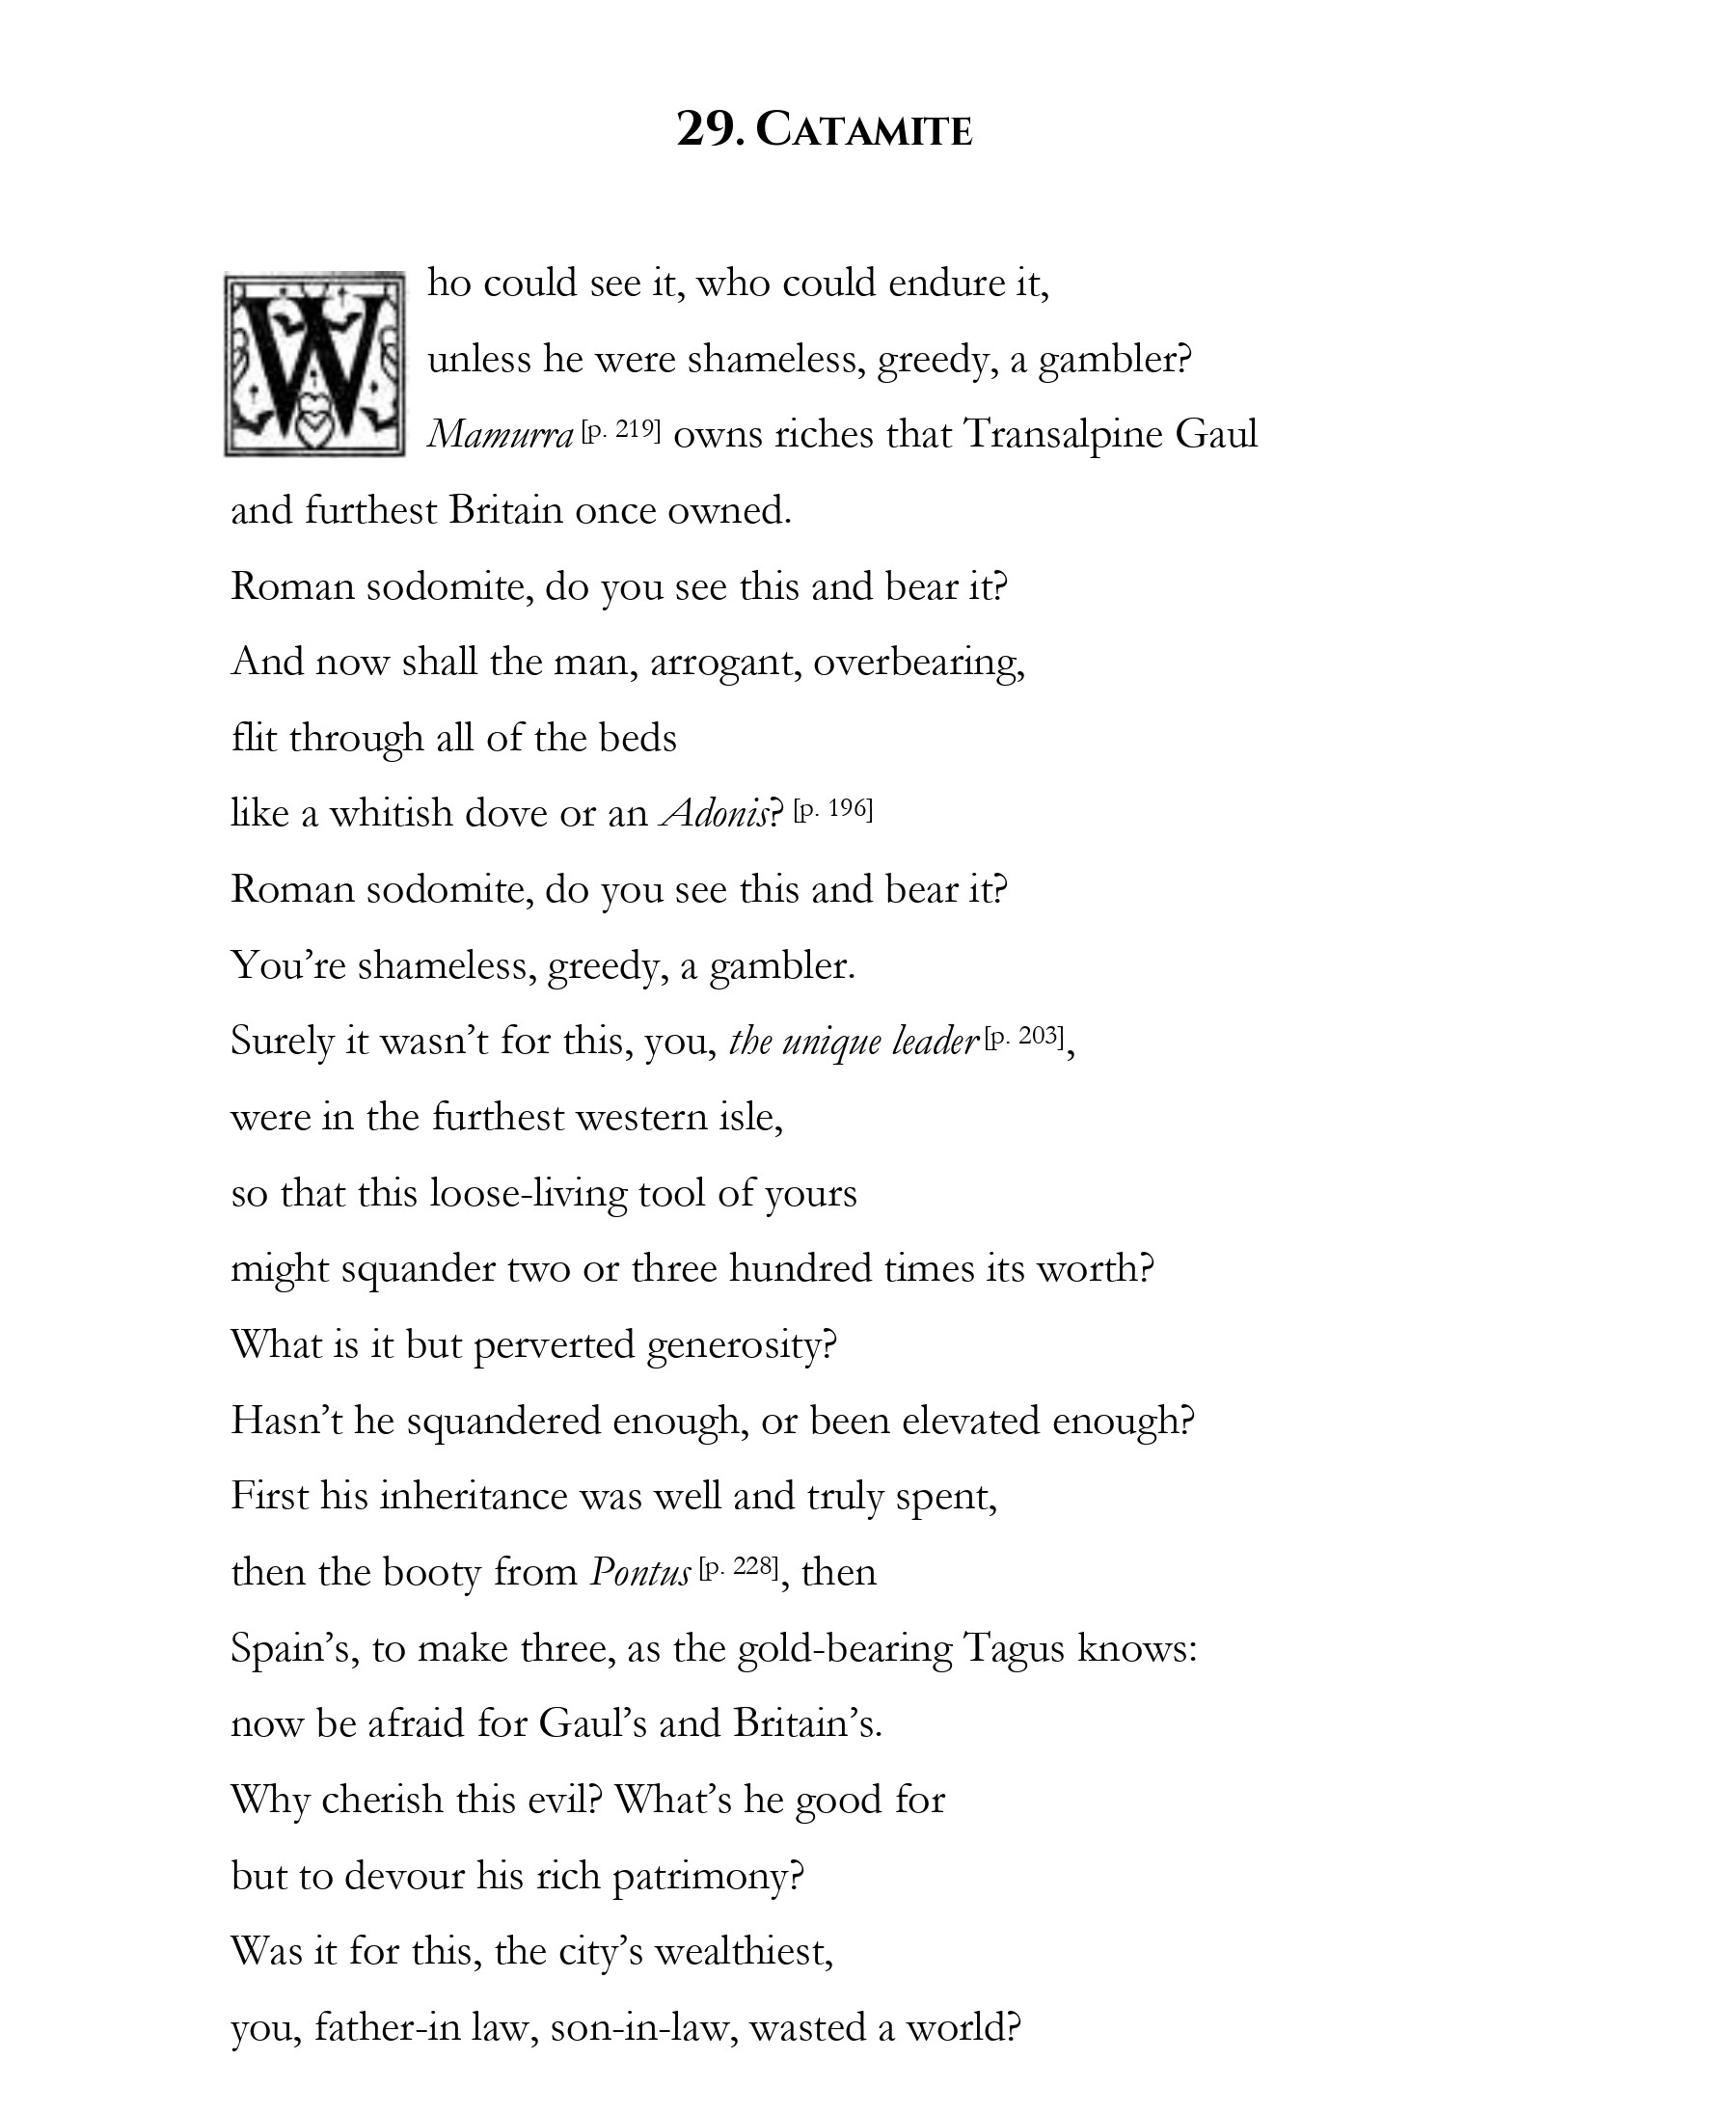 29. CATAMITE
Who could see it, who could endure it,
unless he were shameless, greedy, a gambler?
Mamurra [p. 219] owns riches that Transalpine Gaul
and furthest Britain once owned.
Roman sodomite, do you see this and bear it?
And now shall the man, arrogant, overbearing,
flit through all of the beds
like a whitish dove or an Adonis? [p. 196]
Roman sodomite, do you see this and bear it?
You’re shameless, greedy, a gambler.
Surely it wasn’t for this, you, the unique leader [p. 203],
were in the furthest western isle,
so that this loose-living tool of yours
might squander two or three hundred times its worth?
What is it but perverted generosity?
Hasn’t he squandered enough, or been elevated enough?
First his inheritance was well and truly spent,
then the booty from Pontus [p. 228], then
Spain’s, to make three, as the gold-bearing Tagus knows:
now be afraid for Gaul’s and Britain’s.
Why cherish this evil? What’s he good for
but to devour his rich patrimony?
Was it for this, the city’s wealthiest,
you, father-in law, son-in-law, wasted a world?